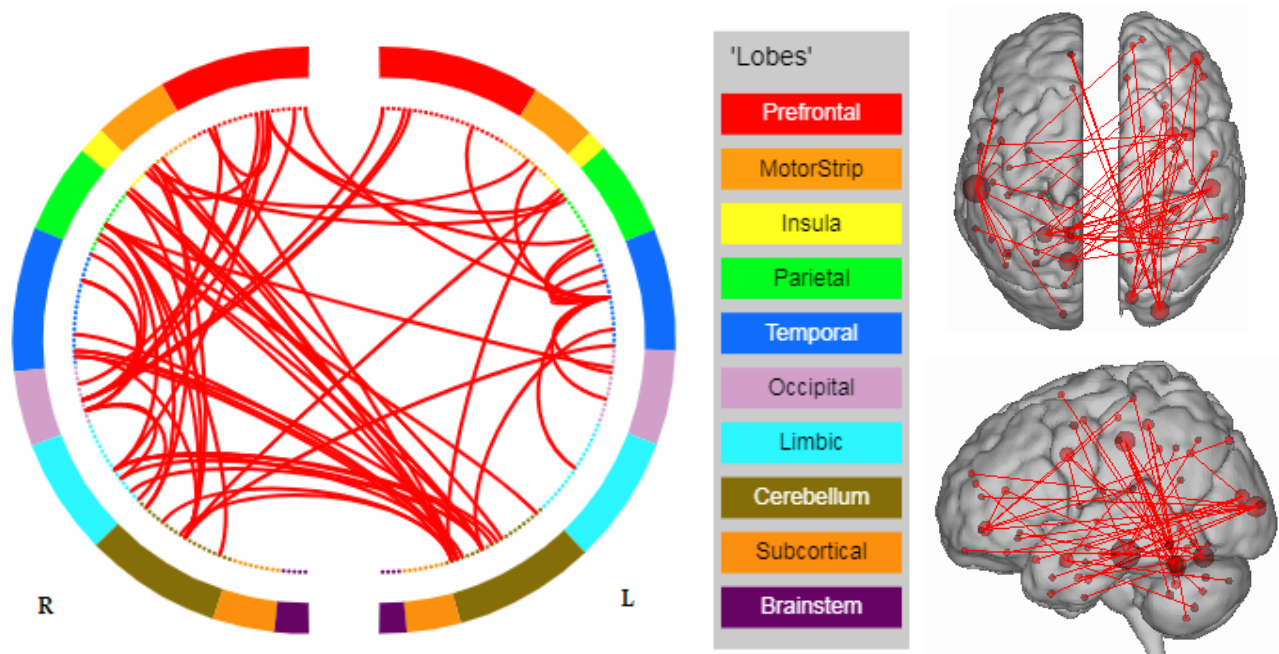 'Lobes'
Prefrontal
MotorStrip
Insula
Parietal
Temporal
Occipital
Limbic
Cerebellum
Subcortical
Brainstem
R
L